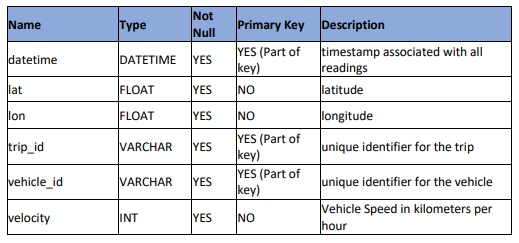 Name Type Not Null Primary Key Description
datetime DATETIME YES YES (Part of key) timestamp associated with all readings
lat FLOAT YES NO latitude
lon FLOAT YES NO longitude
trip_id VARCHAR YES YES (Part of key) unique identifier for the trip
vehicle_id VARCHAR YES YES (Part of key) unique identifier for the vehicle
velocity INT YES NO Vehicle Speed in kilometers per hour